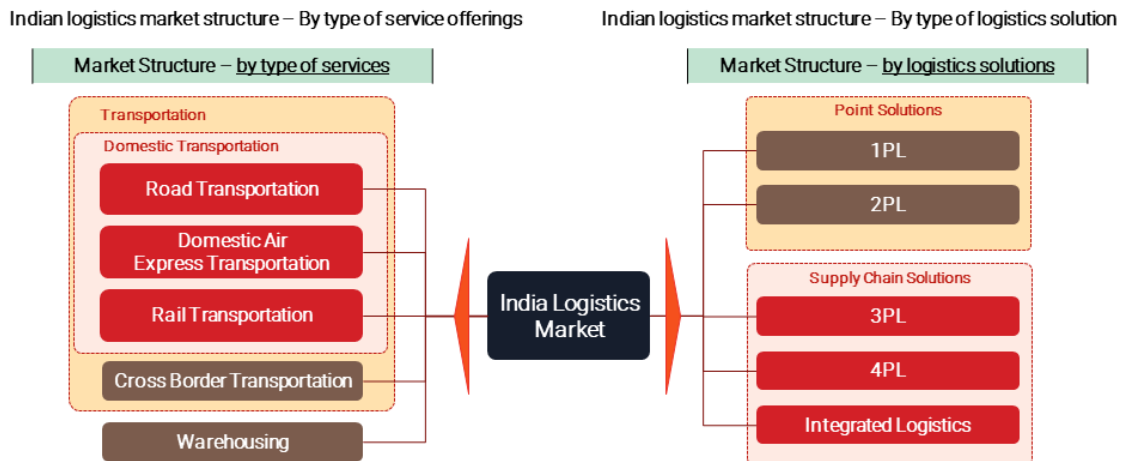 Indian logistics market structure – By type of service offerings
Market Structure – by type of services
Transportation
Domestic Transportation
Road Transportation
Domestic Air
Express Transportation
Rail Transportation
Cross Border Transportation
Warehousing
India Logistics
Market
Indian logistics market structure – By type of logistics solution
Market Structure – by logistics solutions
Point Solutions
1PL
2PL
Supply Chain Solutions
3PL
4PL
Integrated Logistics